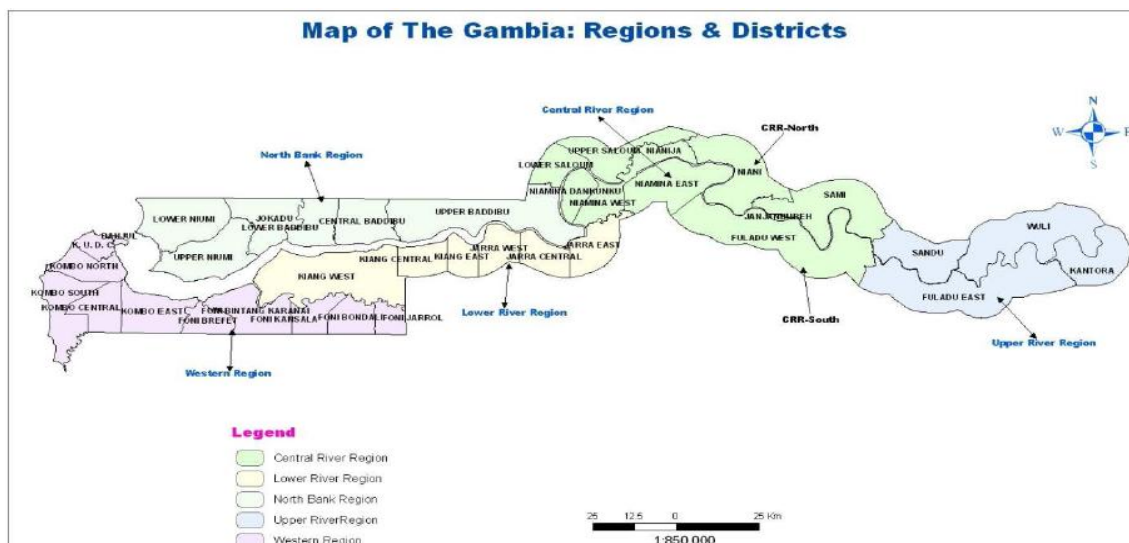 Map of The Gambia: Regions & Districts
Central River Region
CRR-North
N
W
E
S
North Bank Region
UPPER SALOUM
NIANIJA
LOWER SALOUM
NIANI
NIAMINA DANKUNKU
NIAMINA EAST
SAMI
NIAMINA WEST
LOWER NIUMI
JOKADU
LOWER BADDIBU
CENTRAL BADDIBU
UPPER BADDIBU
JANJANBUREH
FULADU WEST
WULI
BANJUL
K. U. D. C
UPPER NIUMI
KIANG CENTRAL
KIANG EAST
JARRA WEST
JARRA CENTRAL
JARRA EAST
SANDU
KOMBO NORTH
KIANG WEST
KANTORA
KOMBO SOUTH
KOMBO CENTRAL
KOMBO EAST
FONI BINTANG KARANAI
FONI BREFET
FONI KANSALA
FONI BONDALI
FONI JARROL
FULADU EAST
Lower River Region
CRR-South
Upper River Region
Western Region
Legend
Central River Region
Lower River Region
North Bank Region
Upper RiverRegion
Western Region
25 12.5 0 25 Km
1:850,000